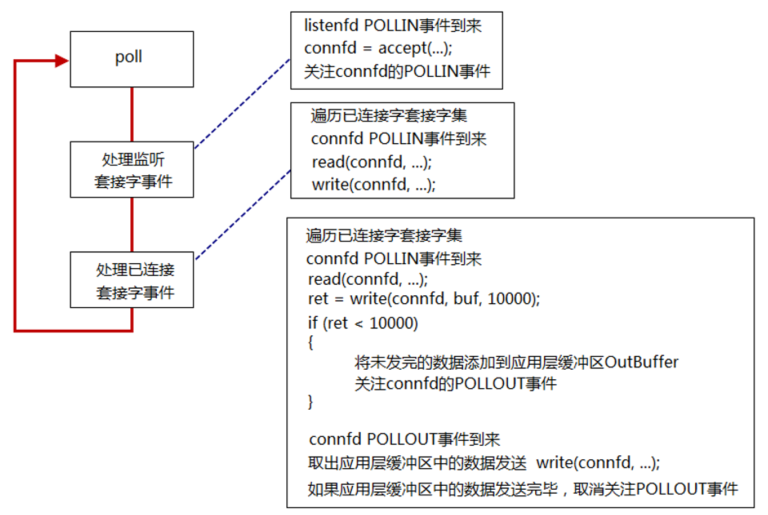 poll
处理监听
套接字事件
处理已连接
套接字事件
listenfd POLLIN事件到来
connfd = accept(...);
关注connfd的POLLIN事件
遍历已连接字套接字集
connfd POLLIN事件到来
read(connfd, ...);
write(connfd, ...);
遍历已连接字套接字集
connfd POLLIN事件到来
read(connfd, ...);
ret = write(connfd, buf, 10000);
if (ret < 10000)
{
将未发完的数据添加到应用层缓冲区OutBuffer
关注connfd的POLLOUT事件
}
connfd POLLOUT事件到来
取出应用层缓冲区中的数据发送 write(connfd, ...);
如果应用层缓冲区中的数据发送完毕，取消关注POLLOUT事件